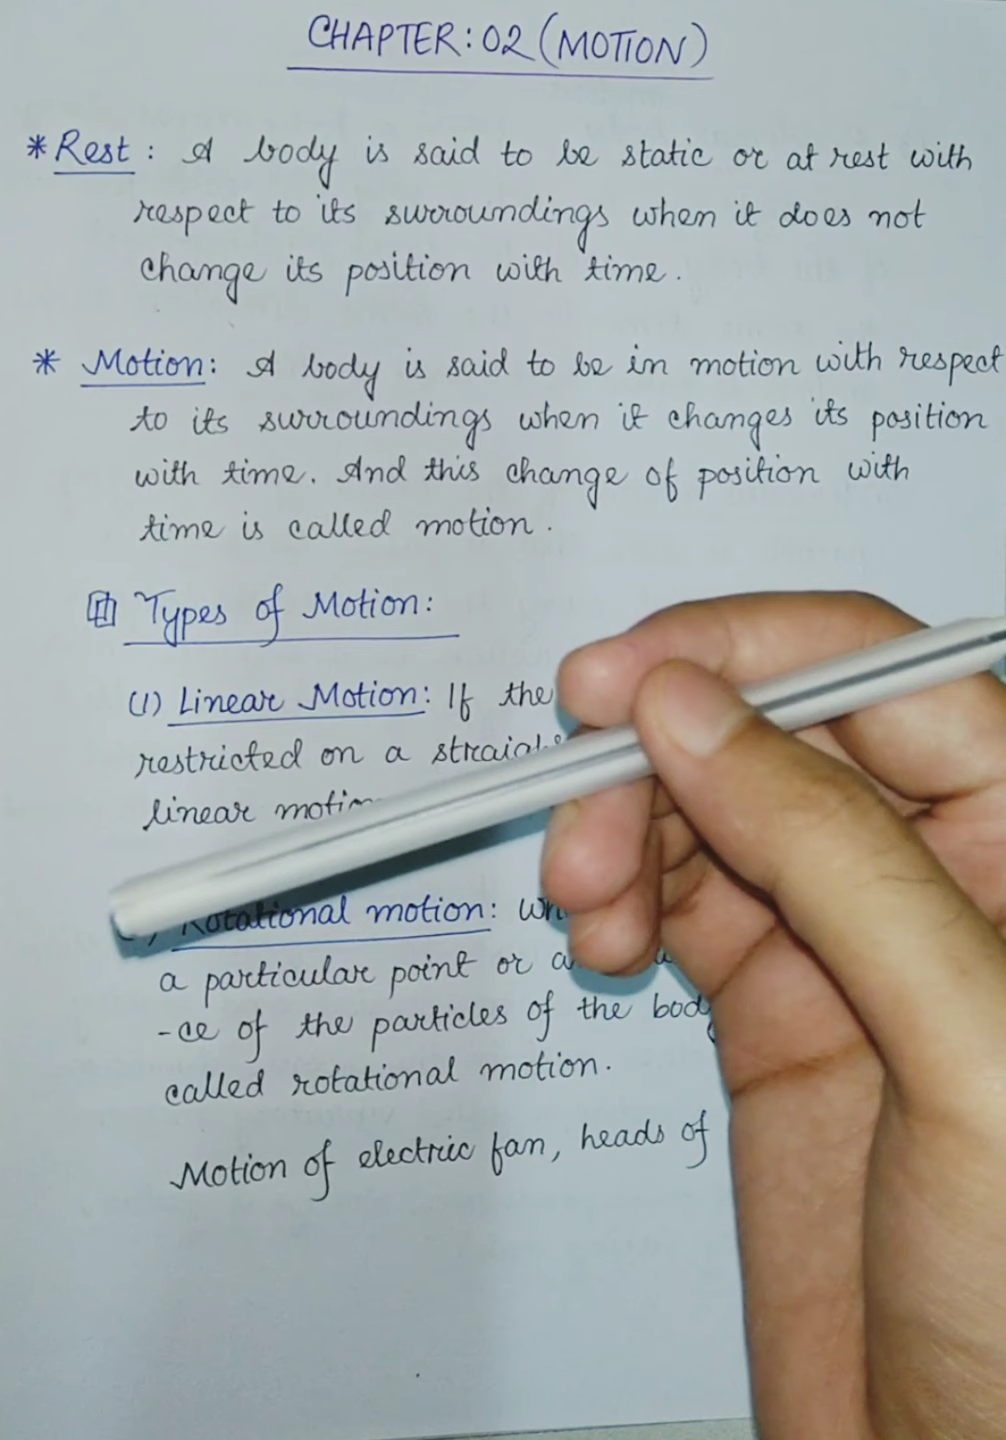 CHAPTER: 02 (MOTION)
* Rest : A body is said to be static or at rest with
respect to its surroundings when it does not
change its position with time.
* Motion: A body is said to be in motion with respect
to its surroundings when it changes its position
with time. And this change of position with
time is called motion.
Types of Motion:
(1) Linear Motion: If the
restricted on a
linear
Rotational motion:
a particular point or
-ce of the particles of the body
called rotational motion.
Motion of electric fan, heads of